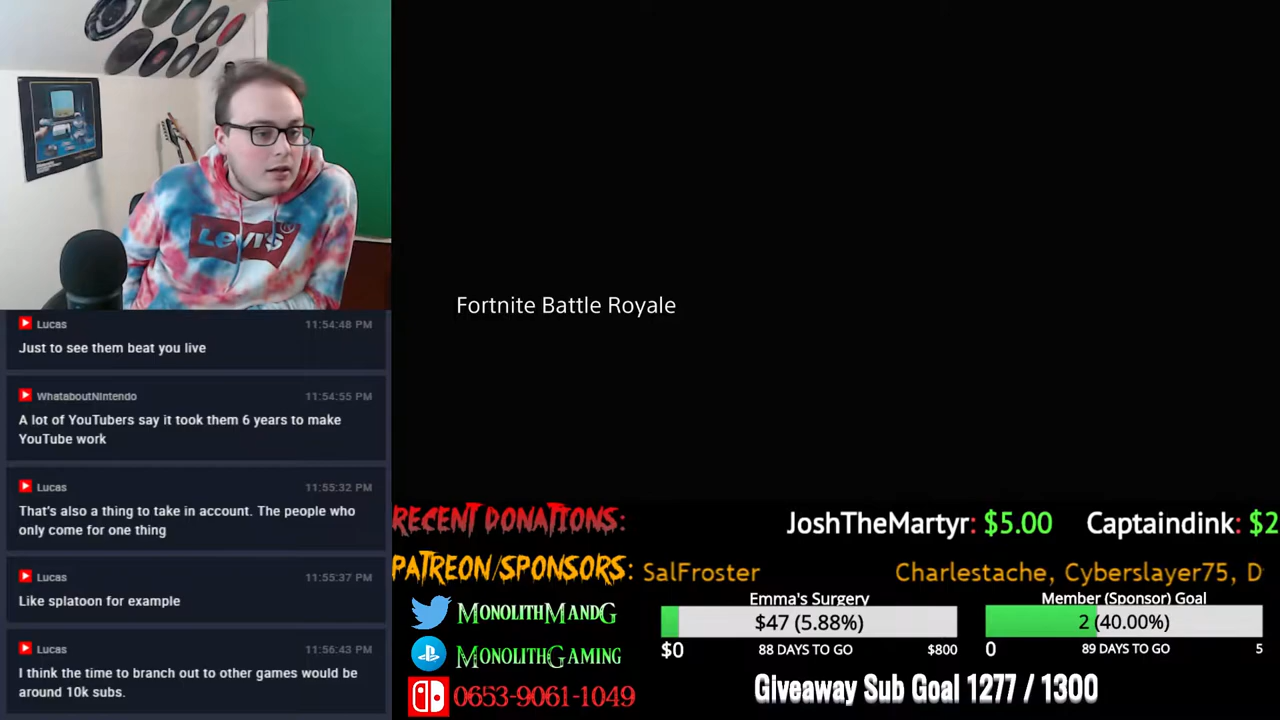 LEVI'S®
Fortnite Battle Royale
Lucas 11:54:48 PM
Just to see them beat you live
WhataboutNintendo 11:54:55 PM
A lot of YouTubers say it took them 6 years to make
YouTube work
Lucas 11:55:32 PM
That's also a thing to take in account. The people who
only come for one thing
Lucas 11:55:37 PM
Like splatoon for example
Lucas 11:56:43 PM
I think the time to branch out to other games would be
around 10k subs.
RECENT DONATIONS: JoshTheMartyr: $5.00 Captaindink: $2
PATREON/SPONSORS: SalFroster Charlestache, Cyberslayer75, D
MonolithMandG
MonolithGaming
0653-9061-1049
Emma's Surgery
$47 (5.88%)
$0 88 DAYS TO GO $800
Member (Sponsor) Goal
2 (40.00%)
0 89 DAYS TO GO 5
Giveaway Sub Goal 1277 / 1300